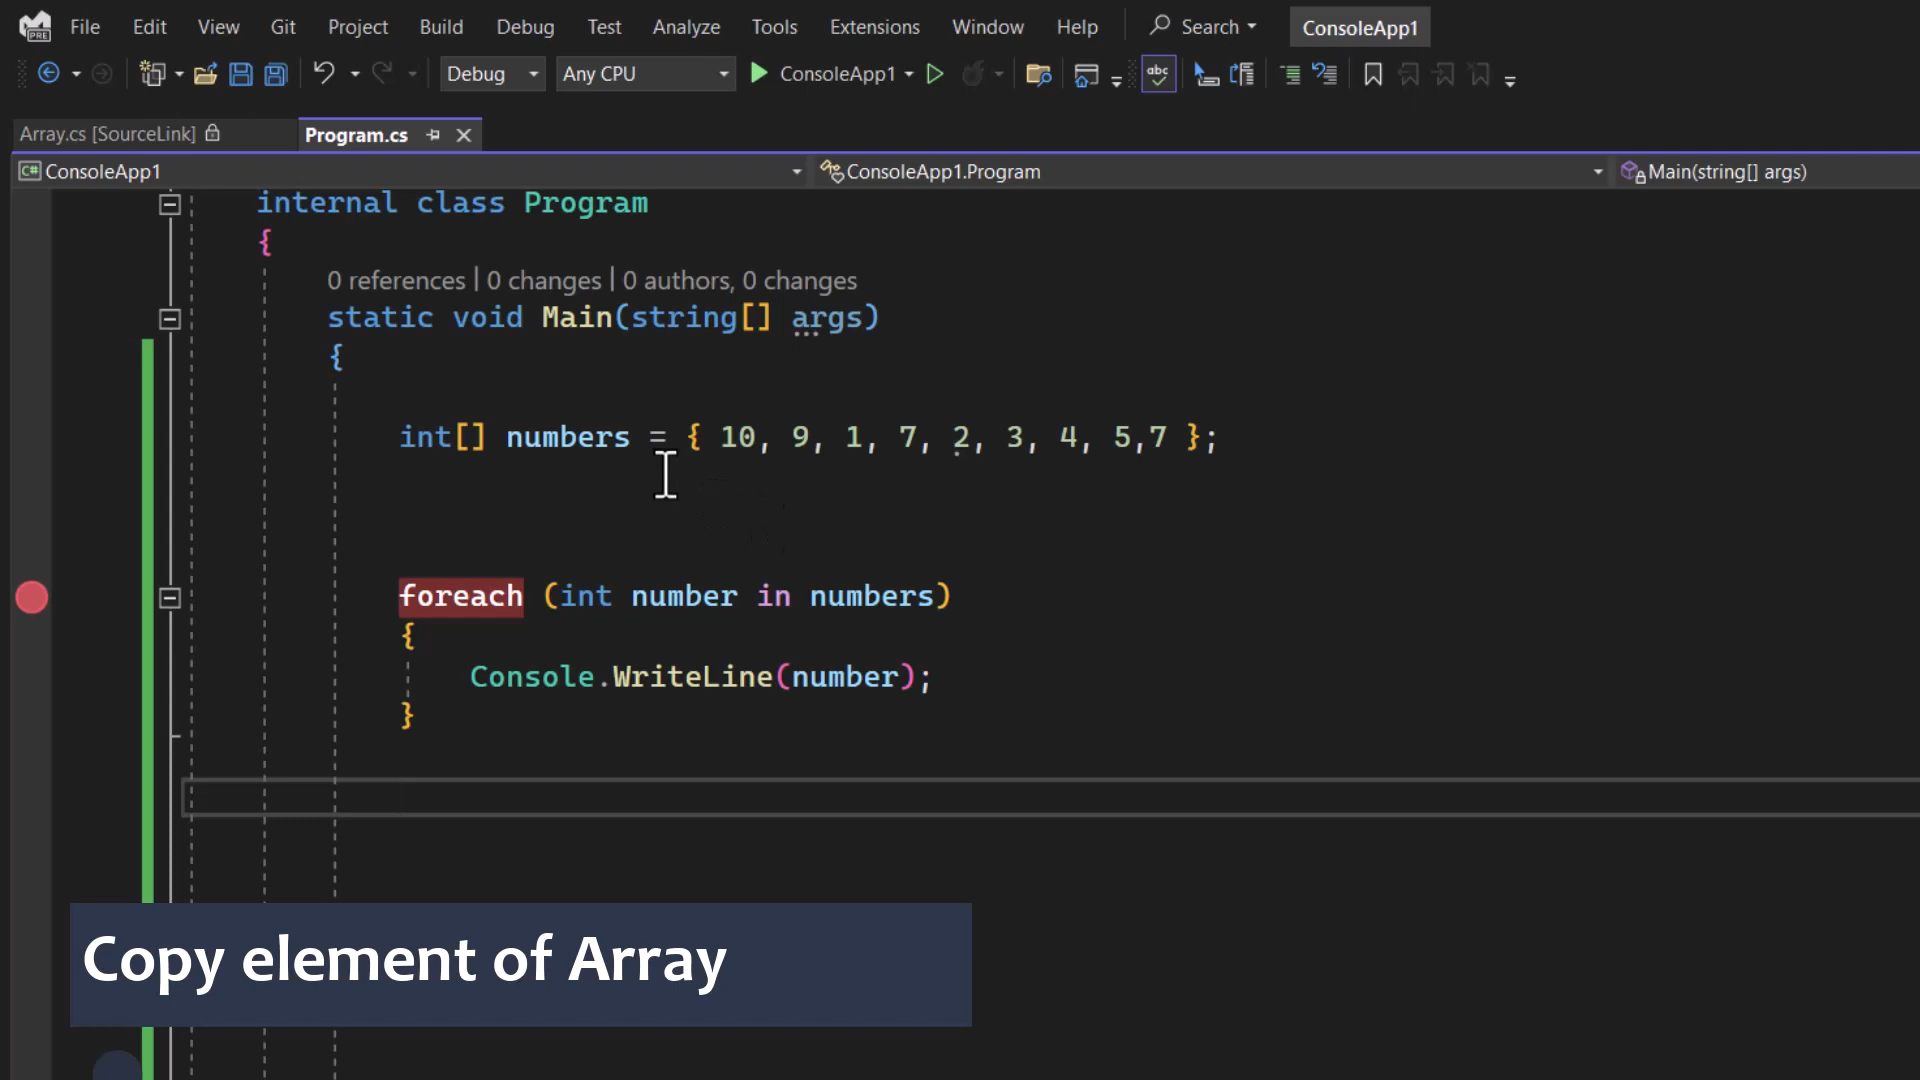 File Edit View Git Project Build Debug Test Analyze Tools Extensions Window Help Search ConsoleApp1
PRE
Debug Any CPU ConsoleApp1 abc
Array.cs [SourceLink] Program.cs
C# ConsoleApp1 ConsoleApp1.Program Main(string[] args)
internal class Program
{
0 references | 0 changes | 0 authors, 0 changes
static void Main(string[] args)
{
int[] numbers = { 10, 9, 1, 7, 2, 3, 4, 5,7 };
foreach (int number in numbers)
{
Console.WriteLine(number);
}
Copy element of Array